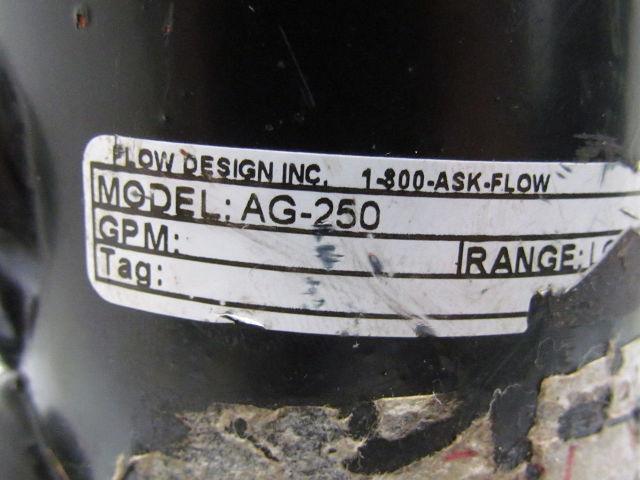 FLOW DESIGN INC. 1-800-ASK-FLOW
MODEL: AG-250
GPM:
RANGE:
Tag: